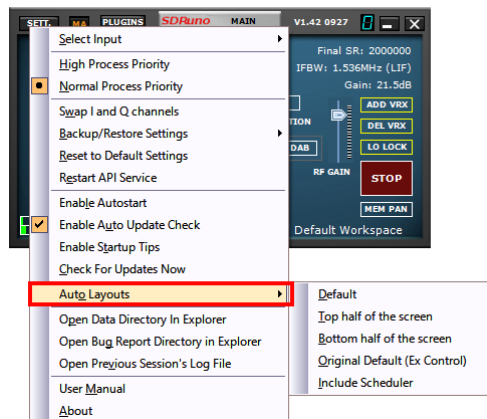 SETT. MA PLUGINS SDRuno MAIN V1.42 0927
Select Input
High Process Priority
Normal Process Priority
Swap I and Q channels
Backup/Restore Settings
Reset to Default Settings
Restart API Service
Enable Autostart
Enable Auto Update Check
Enable Startup Tips
Check For Updates Now
Auto Layouts
Open Data Directory In Explorer
Open Bug Report Directory in Explorer
Open Previous Session's Log File
User Manual
About
Final SR: 2000000
IFBW: 1.536MHz (LIF)
Gain: 21.5dB
ADD VRX
DEL VRX
DAB
LO LOCK
RF GAIN
STOP
MEM PAN
Default Workspace
Default
Top half of the screen
Bottom half of the screen
Original Default (Ex Control)
Include Scheduler